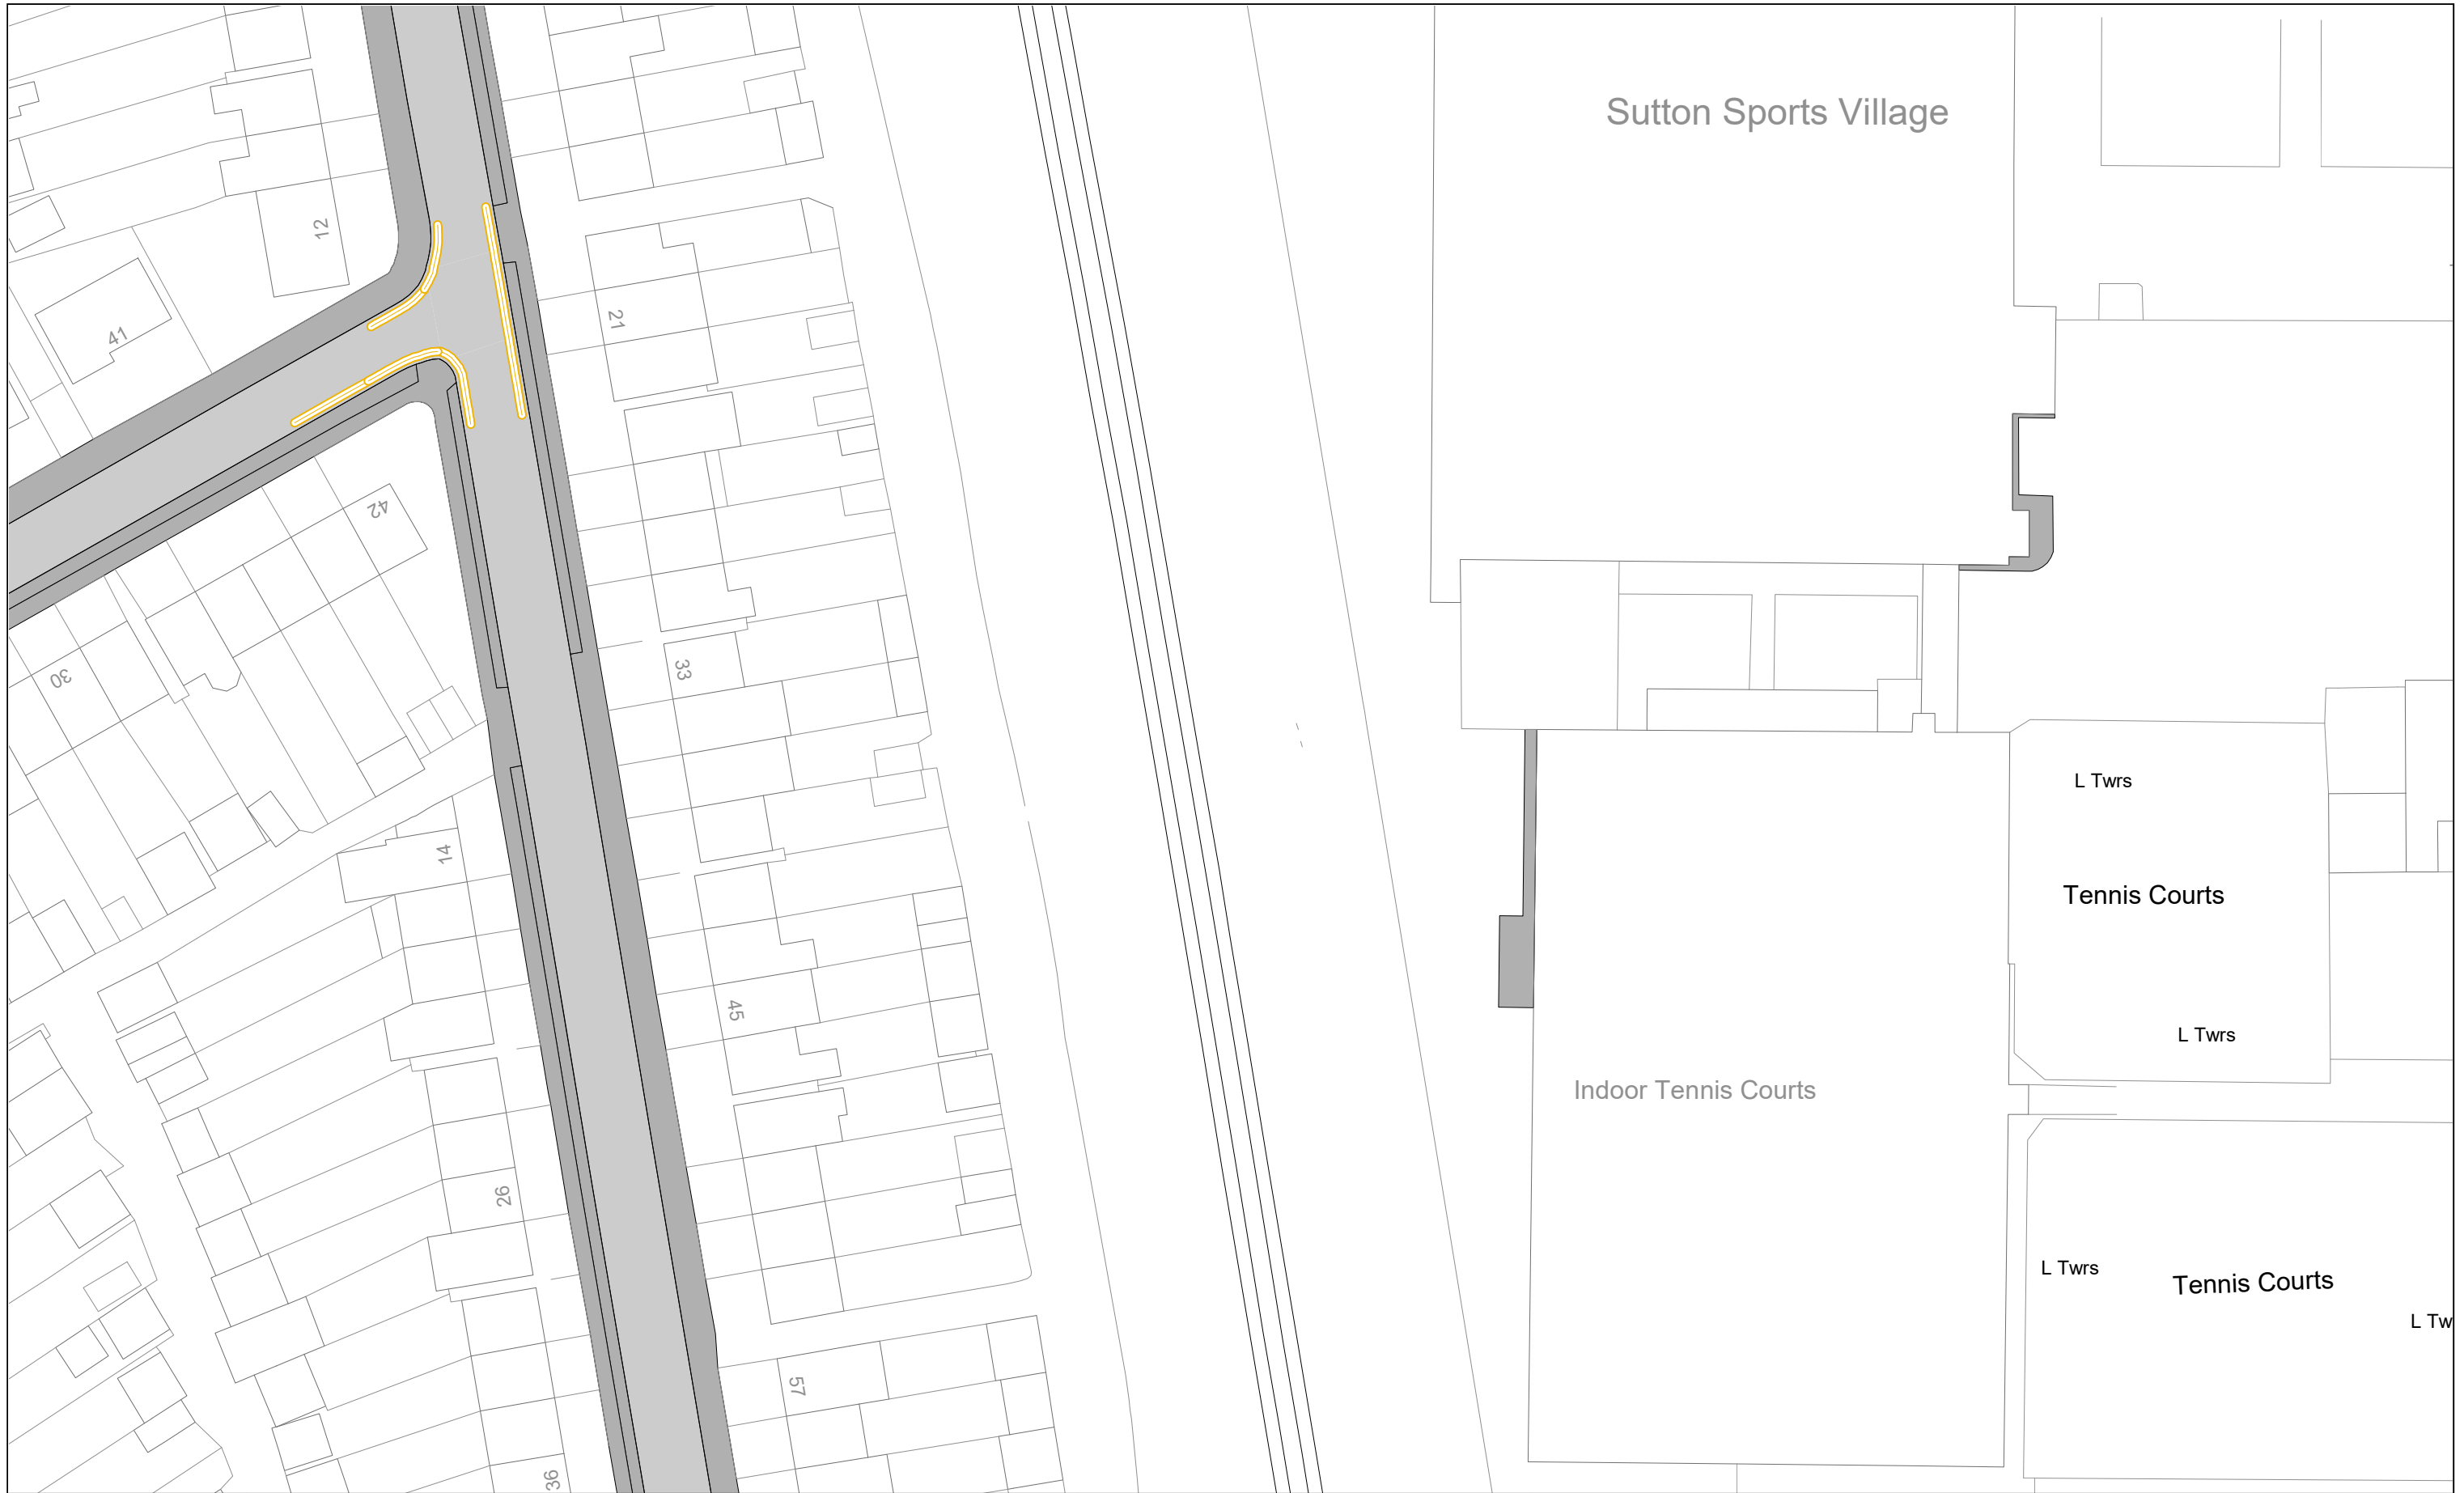 Sutton Sports Village
12
21
41
42
33
30
L Twrs
14
Tennis Courts
45
L Twrs
Indoor Tennis Courts
26
L Twrs
Tennis Courts
L Tw
57
36